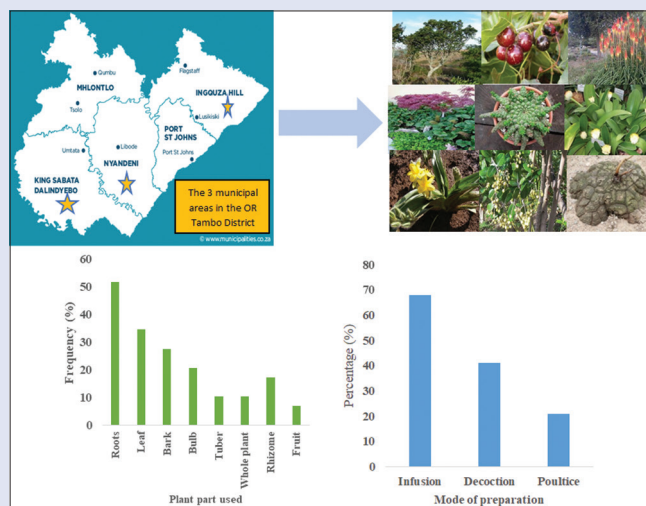 Qumbu
MHLONTLO
Tsolo
Flagstaff
INGQUZA HILL
Lusikisiki
PORT
ST JOHNS
Port St Johns
Umtata
Libode
NYANDENI
KING SABATA
DALINDYEBO
The 3 municipal
areas in the OR
Tambo District
© www.municipalities.co.za
Frequency (%)
60
50
40
30
20
10
0
Roots
Leaf
Bark
Bulb
Tuber
Whole plant
Rhizome
Fruit
Plant part used
Percentage (%)
80
70
60
50
40
30
20
10
0
Infusion
Decoction
Poultice
Mode of preparation